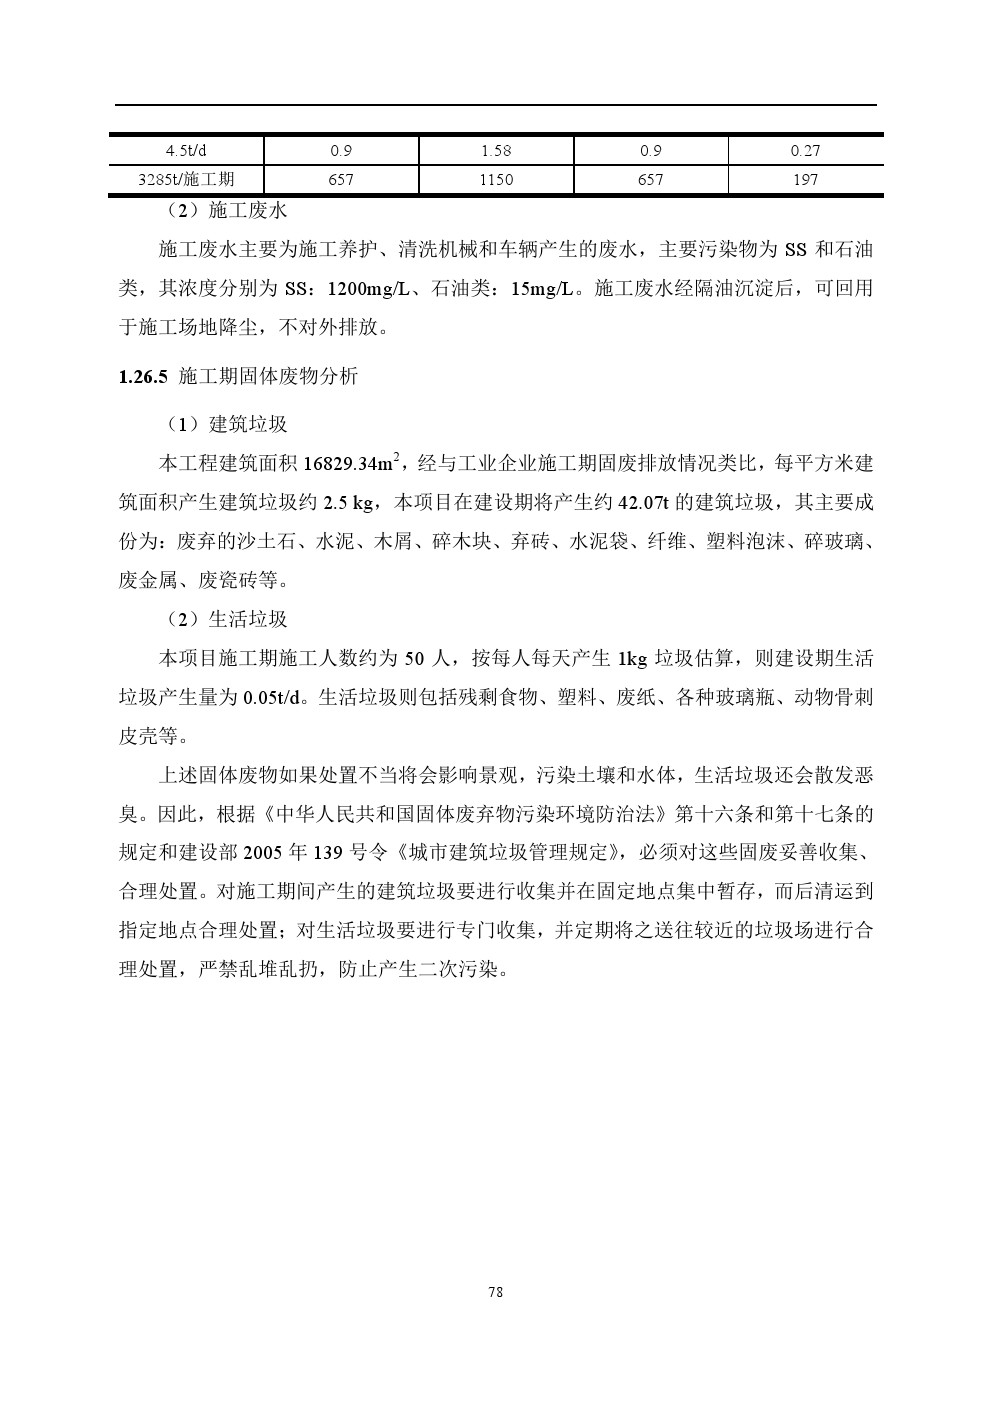 4.5t/d 0.9 1.58 0.9 0.27
3285t/施工期 657 1150 657 197
（2）施工废水
施工废水主要为施工养护、清洗机械和车辆产生的废水，主要污染物为 SS 和石油
类，其浓度分别为 SS：1200mg/L、石油类：15mg/L。施工废水经隔油沉淀后，可回用
于施工场地降尘，不对外排放。
1.26.5 施工期固体废物分析
（1）建筑垃圾
本工程建筑面积 16829.34m²，经与工业企业施工期固废排放情况类比，每平方米建
筑面积产生建筑垃圾约 2.5 kg，本项目在建设期将产生约 42.07t 的建筑垃圾，其主要成
份为：废弃的沙土石、水泥、木屑、碎木块、弃砖、水泥袋、纤维、塑料泡沫、碎玻璃、
废金属、废瓷砖等。
（2）生活垃圾
本项目施工期施工人数约为 50 人，按每人每天产生 1kg 垃圾估算，则建设期生活
垃圾产生量为 0.05t/d。生活垃圾则包括残剩食物、塑料、废纸、各种玻璃瓶、动物骨刺
皮壳等。
上述固体废物如果处置不当将会影响景观，污染土壤和水体，生活垃圾还会散发恶
臭。因此，根据《中华人民共和国固体废弃物污染环境防治法》第十六条和第十七条的
规定和建设部 2005 年 139 号令《城市建筑垃圾管理规定》，必须对这些固废妥善收集、
合理处置。对施工期间产生的建筑垃圾要进行收集并在固定地点集中暂存，而后清运到
指定地点合理处置；对生活垃圾要进行专门收集，并定期将之送往较近的垃圾场进行合
理处置，严禁乱堆乱扔，防止产生二次污染。
78